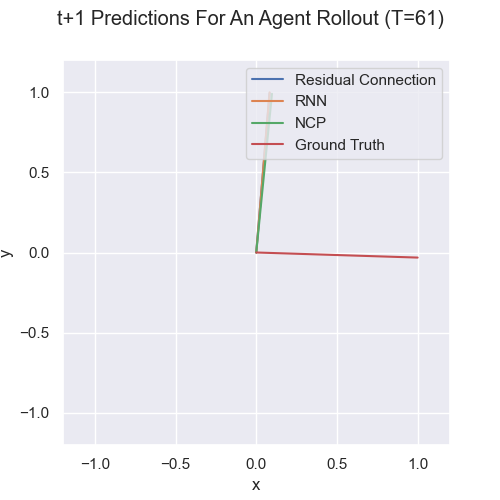 t+1 Predictions For An Agent Rollout (T=61)
Residual Connection
RNN
NCP
Ground Truth
1.0
0.5
0.0
−0.5
−1.0
y
−1.0 −0.5 0.0 0.5 1.0
x